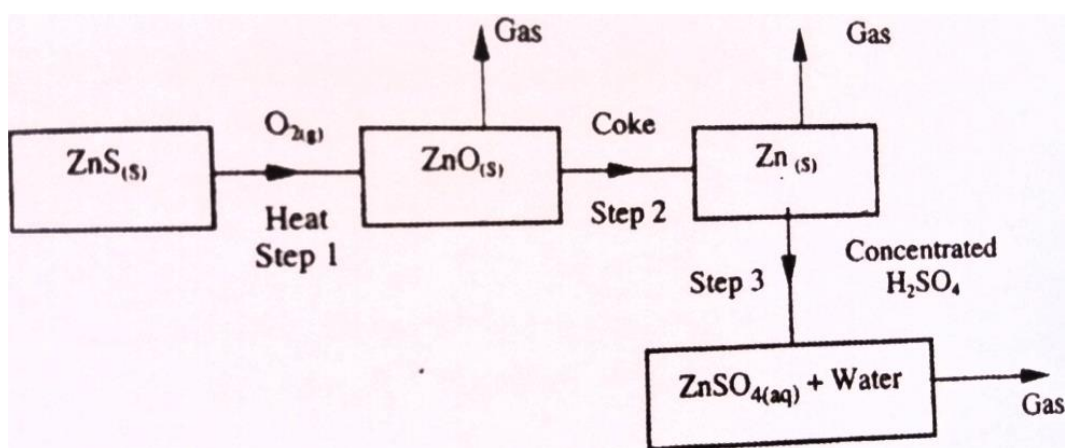 Gas
Gas
O₂(g)
Coke
ZnS(S)
ZnO(S)
Zn (S)
Heat
Step 1
Step 2
Step 3
Concentrated
H₂SO₄
ZnSO₄(aq) + Water
Gas